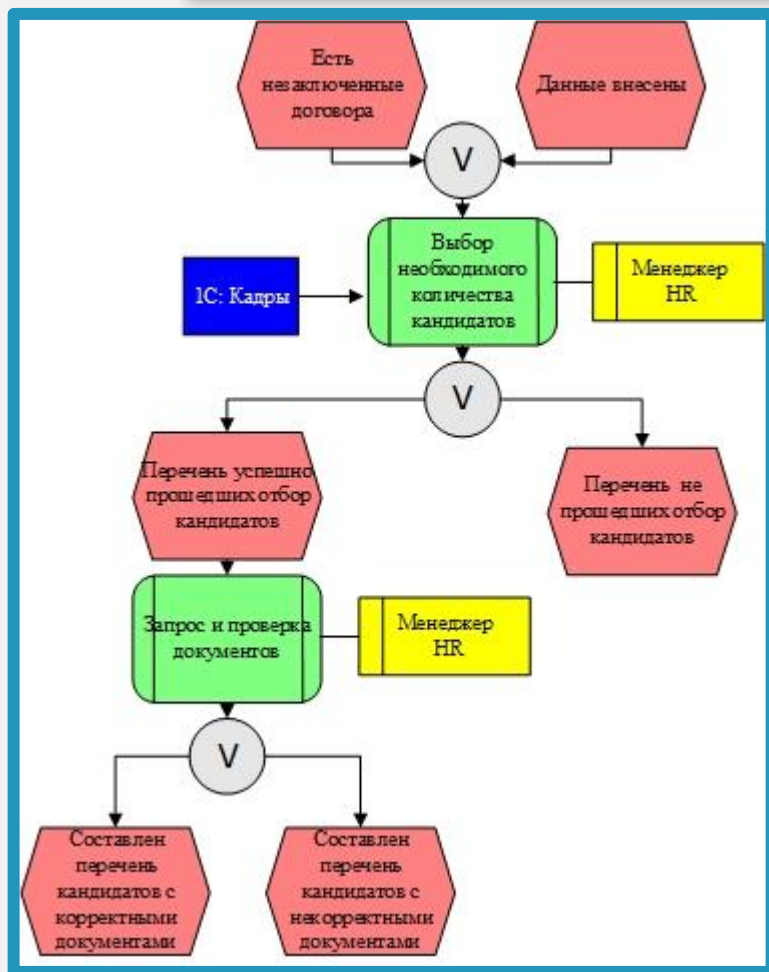 Есть
незаключенные
договора
Данные внесены
V
Выбор
необходимого
количества
кандидатов
1С: Кадры
Менеджер
HR
V
Перечень успешно
прошедших отбор
кандидатов
Перечень не
прошедших отбор
кандидатов
Запрос и проверка
документов
Менеджер
HR
V
Составлен
перечень
кандидатов с
корректными
документами
Составлен
перечень
кандидатов с
некорректными
документами